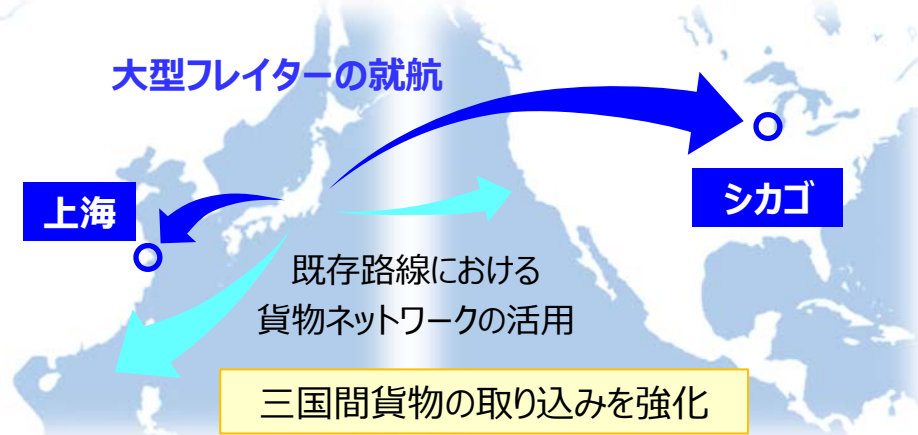 大型フレイターの就航
上海
シカゴ
既存路線における
貨物ネットワークの活用
三国間貨物の取り込みを強化